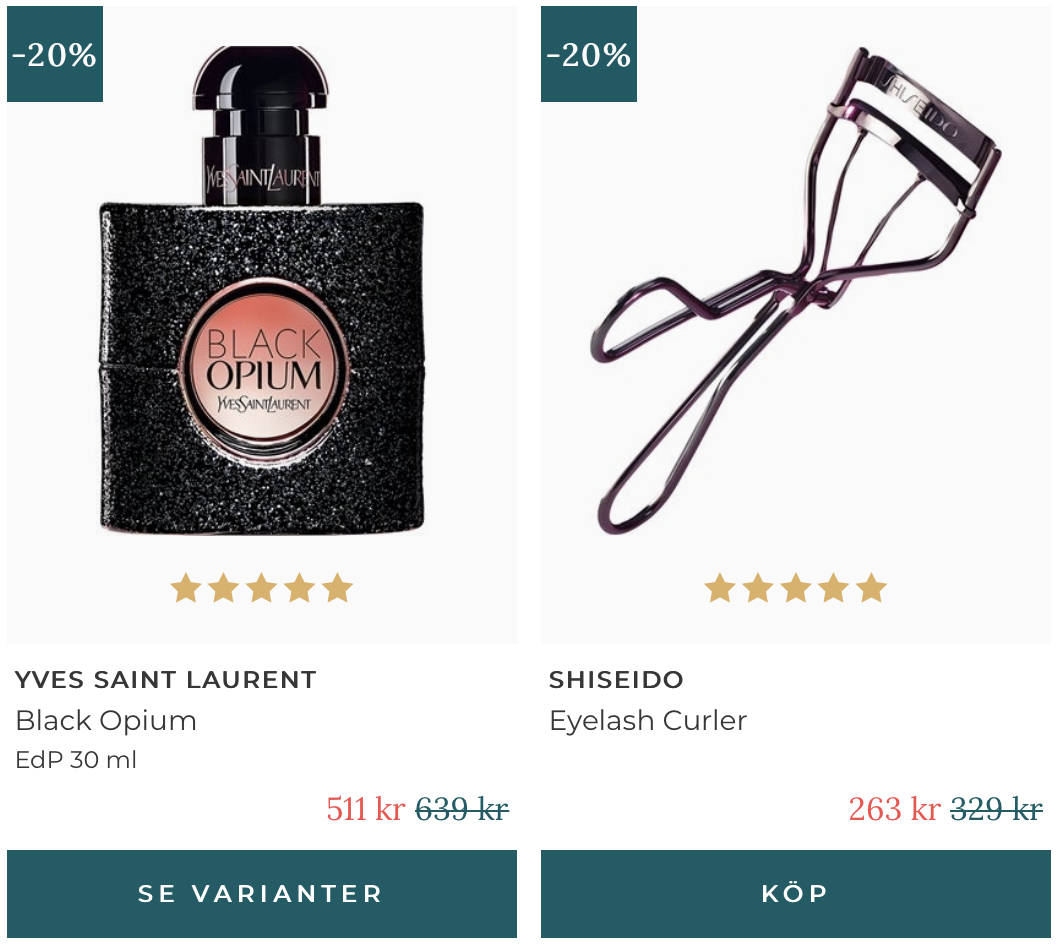 -20%
YVESSAINTLAURENT
BLACK
OPIUM
YVESSAINTLAURENT
YVES SAINT LAURENT
Black Opium
EdP 30 ml
511 kr 639 kr
SE VARIANTER
-20%
SHISEIDO
SHISEIDO
Eyelash Curler
263 kr 329 kr
KÖP